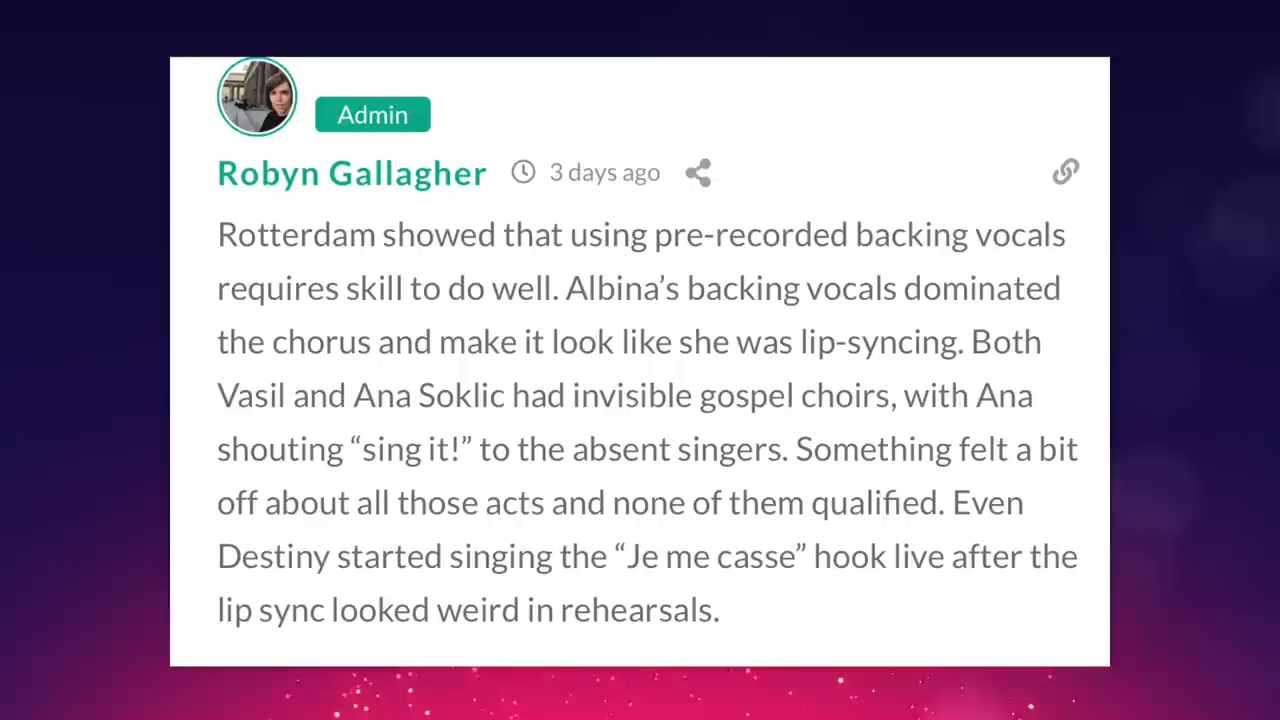 Admin
Robyn Gallagher 3 days ago
Rotterdam showed that using pre-recorded backing vocals
requires skill to do well. Albina’s backing vocals dominated
the chorus and make it look like she was lip-syncing. Both
Vasil and Ana Soklic had invisible gospel choirs, with Ana
shouting “sing it!” to the absent singers. Something felt a bit
off about all those acts and none of them qualified. Even
Destiny started singing the “Je me casse” hook live after the
lip sync looked weird in rehearsals.